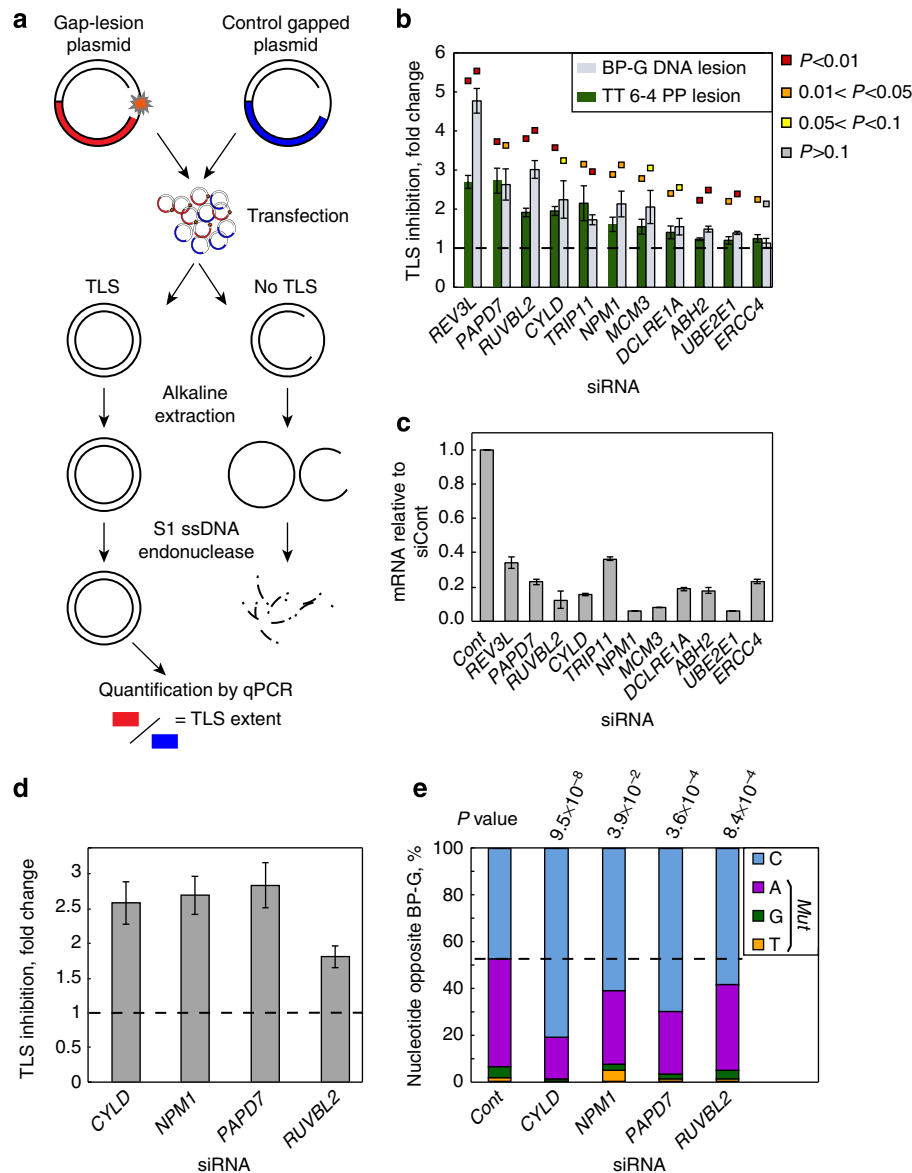 a
Gap-lesion
plasmid
Control gapped
plasmid
Transfection
TLS
No TLS
Alkaline
extraction
S1 ssDNA
endonuclease
Quantification by qPCR
= TLS extent
b
TLS inhibition, fold change
6
5
4
3
2
1
0
BP-G DNA lesion
TT 6-4 PP lesion
P<0.01
0.01< P<0.05
0.05< P<0.1
P>0.1
REV3L
PAPD7
RUVBL2
CYLD
TRIP11
NPM1
MCM3
DCLRE1A
ABH2
UBE2E1
ERCC4
siRNA
c
mRNA relative to
siCont
1.0
0.8
0.6
0.4
0.2
0
Cont
REV3L
PAPD7
RUVBL2
CYLD
TRIP11
NPM1
MCM3
DCLRE1A
ABH2
UBE2E1
ERCC4
siRNA
d
TLS inhibition, fold change
3
2.5
2
1.5
1
0.5
0
CYLD
NPM1
PAPD7
RUVBL2
siRNA
e
P value
9.5×10⁻⁸
3.9×10⁻²
3.6×10⁻⁴
8.4×10⁻⁴
Nucleotide opposite BP-G, %
100
80
60
40
20
0
C
A
G
T
Mut
Cont
CYLD
NPM1
PAPD7
RUVBL2
siRNA